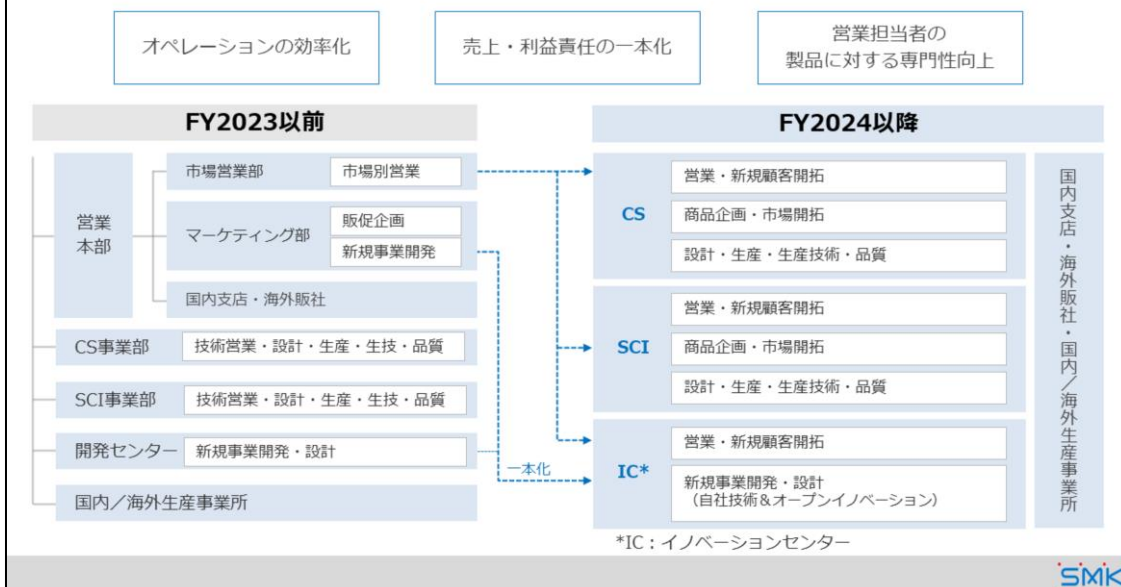 オペレーションの効率化
売上・利益責任の一本化
営業担当者の
製品に対する専門性向上
FY2023以前
営業
本部
市場営業部
市場別営業
マーケティング部
販促企画
新規事業開発
国内支店・海外販社
CS事業部
技術営業・設計・生産・生技・品質
SCI事業部
技術営業・設計・生産・生技・品質
開発センター
新規事業開発・設計
国内／海外生産事業所
一本化
FY2024以降
CS
営業・新規顧客開拓
商品企画・市場開拓
設計・生産・生産技術・品質
SCI
営業・新規顧客開拓
商品企画・市場開拓
設計・生産・生産技術・品質
IC*
営業・新規顧客開拓
新規事業開発・設計
（自社技術&オープンイノベーション）
国内支店・海外販社・国内／海外生産事業所
*IC：イノベーションセンター
SMK